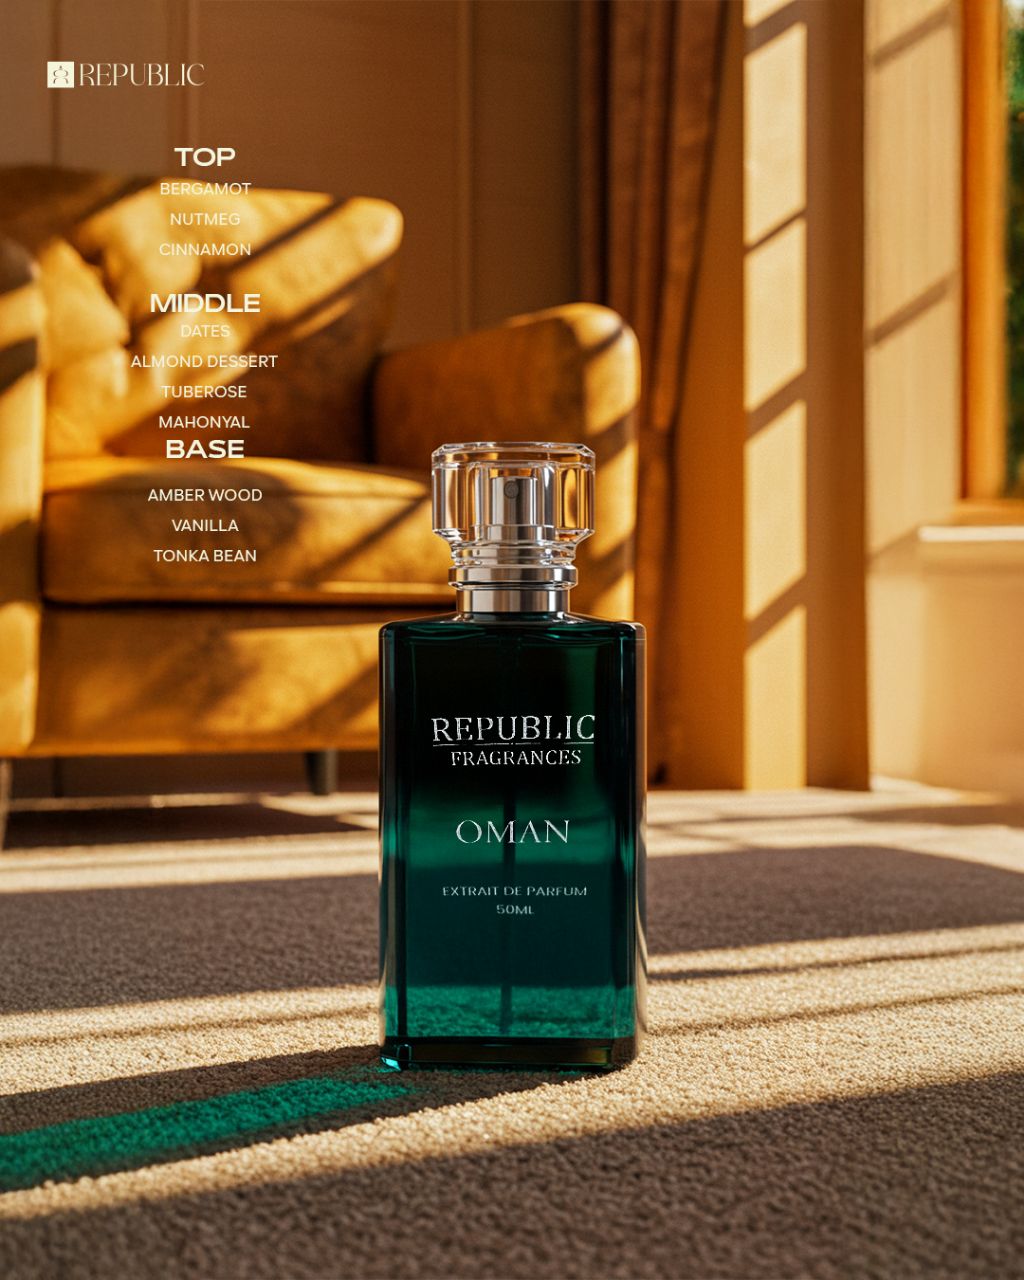 REPUBLIC
TOP
BERGAMOT
NUTMEG
CINNAMON
MIDDLE
DATES
ALMOND DESSERT
TUBEROSE
MAHONYAL
BASE
AMBER WOOD
VANILLA
TONKA BEAN
REPUBLIC
FRAGRANCES
OMAN
EXTRAIT DE PARFUM
50ML